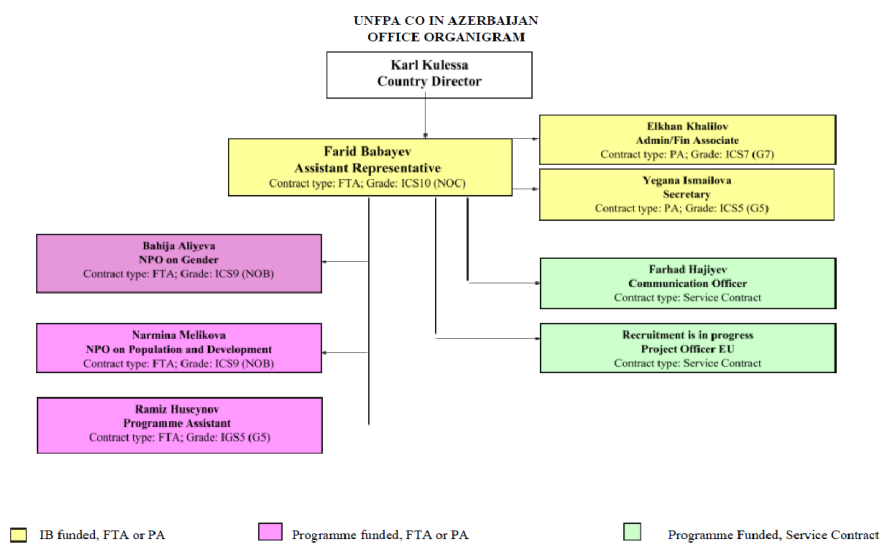 UNFPA CO IN AZERBAIJAN
OFFICE ORGANIGRAM
Karl Kulessa
Country Director
Farid Babayev
Assistant Representative
Contract type: FTA; Grade: ICS10 (NOC)
Elkhan Khalilov
Admin/Fin Associate
Contract type: PA; Grade: ICS7 (G7)
Yegana Ismailova
Secretary
Contract type: PA; Grade: ICS5 (G5)
Bahija Aliyeva
NPO on Gender
Contract type: FTA; Grade: ICS9 (NOB)
Farhad Hajiyev
Communication Officer
Contract type: Service Contract
Narmina Melikova
NPO on Population and Development
Contract type: FTA; Grade: ICS9 (NOB)
Recruitment is in progress
Project Officer EU
Contract type: Service Contract
Ramiz Huseynov
Programme Assistant
Contract type: FTA; Grade: IGS5 (G5)
IB funded, FTA or PA
Programme funded, FTA or PA
Programme Funded, Service Contract